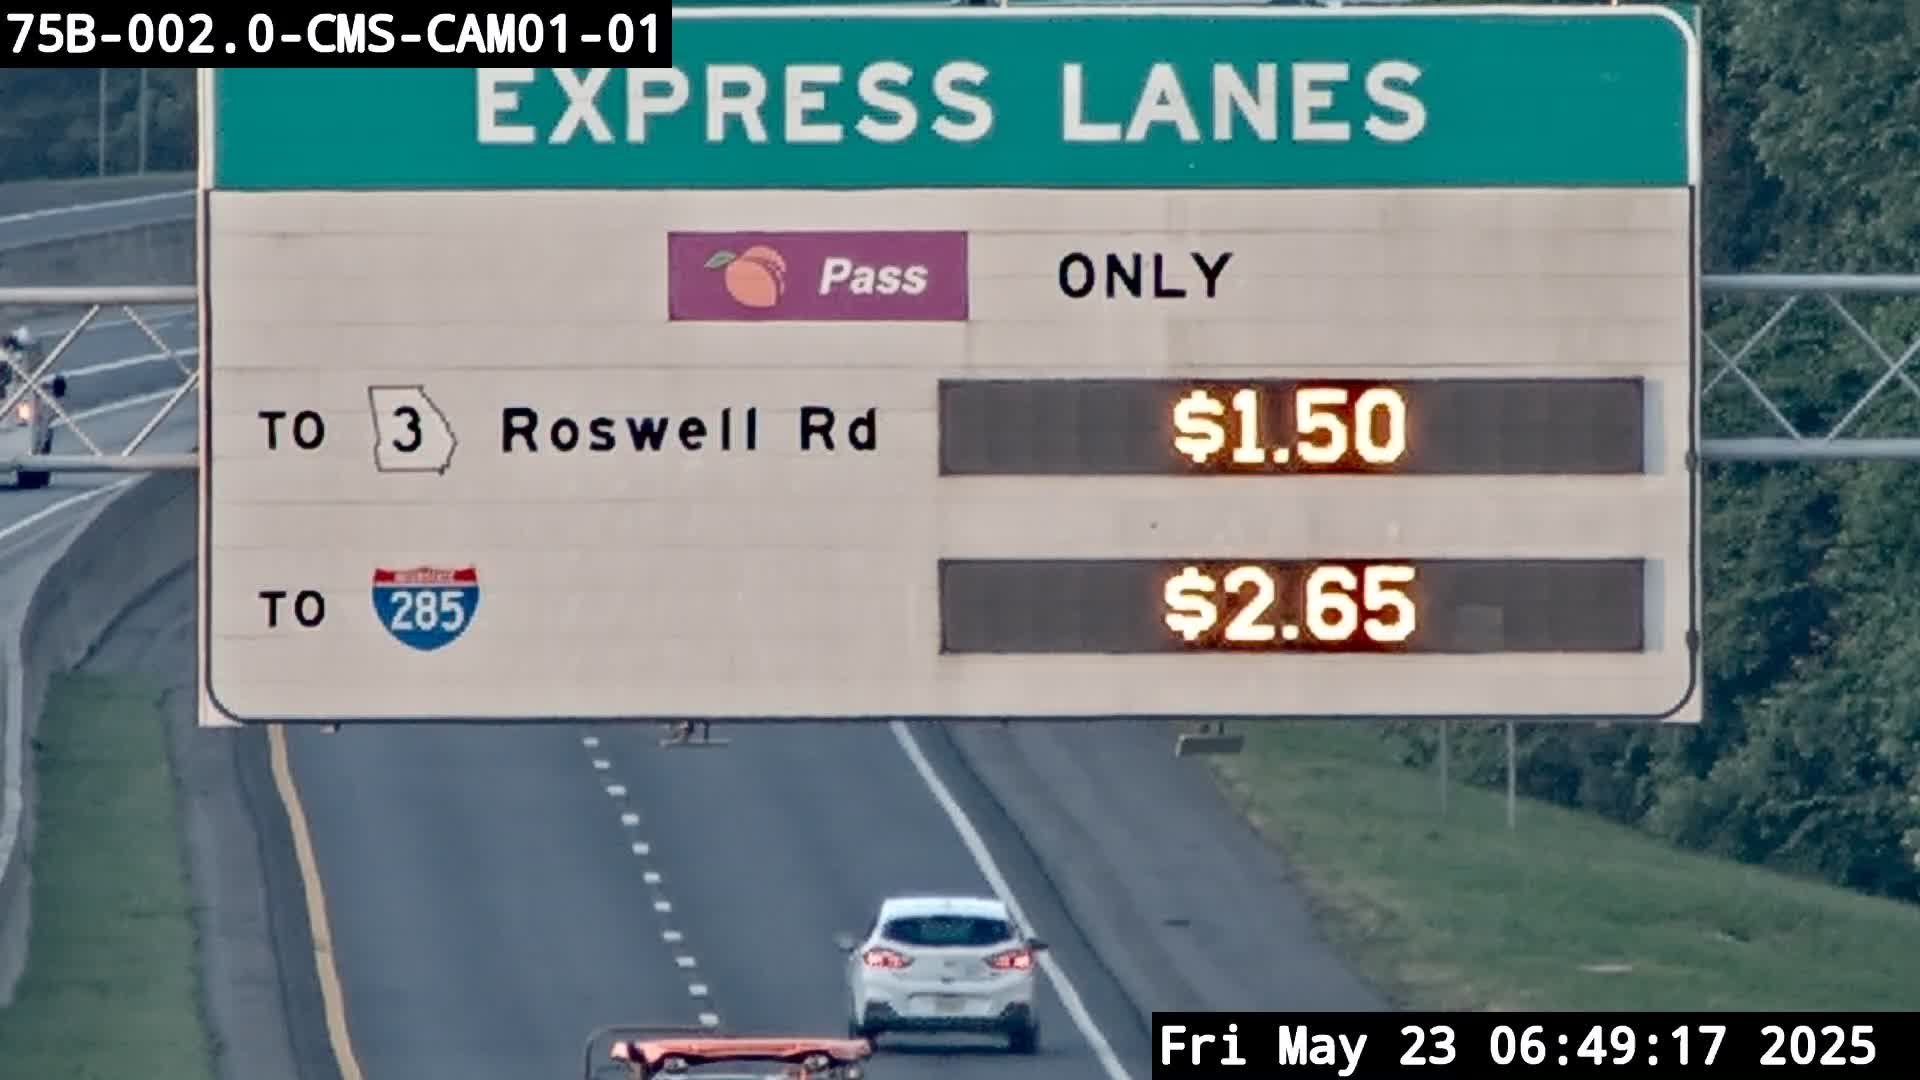 75B-002.0-CMS-CAM01-01
EXPRESS LANES
Pass ONLY
TO 3 Roswell Rd $1.50
TO 285 $2.65
Fri May 23 06:49:17 2025